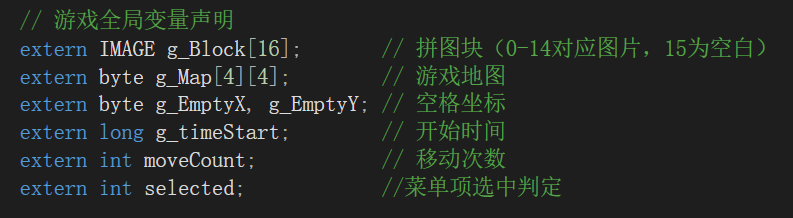 // 游戏全局变量声明
extern IMAGE g_Block[16];        // 拼图块（0-14对应图片，15为空白）
extern byte g_Map[4][4];         // 游戏地图
extern byte g_EmptyX, g_EmptyY; // 空格坐标
extern long g_timeStart;         // 开始时间
extern int moveCount;            // 移动次数
extern int selected;             //菜单项选中判定